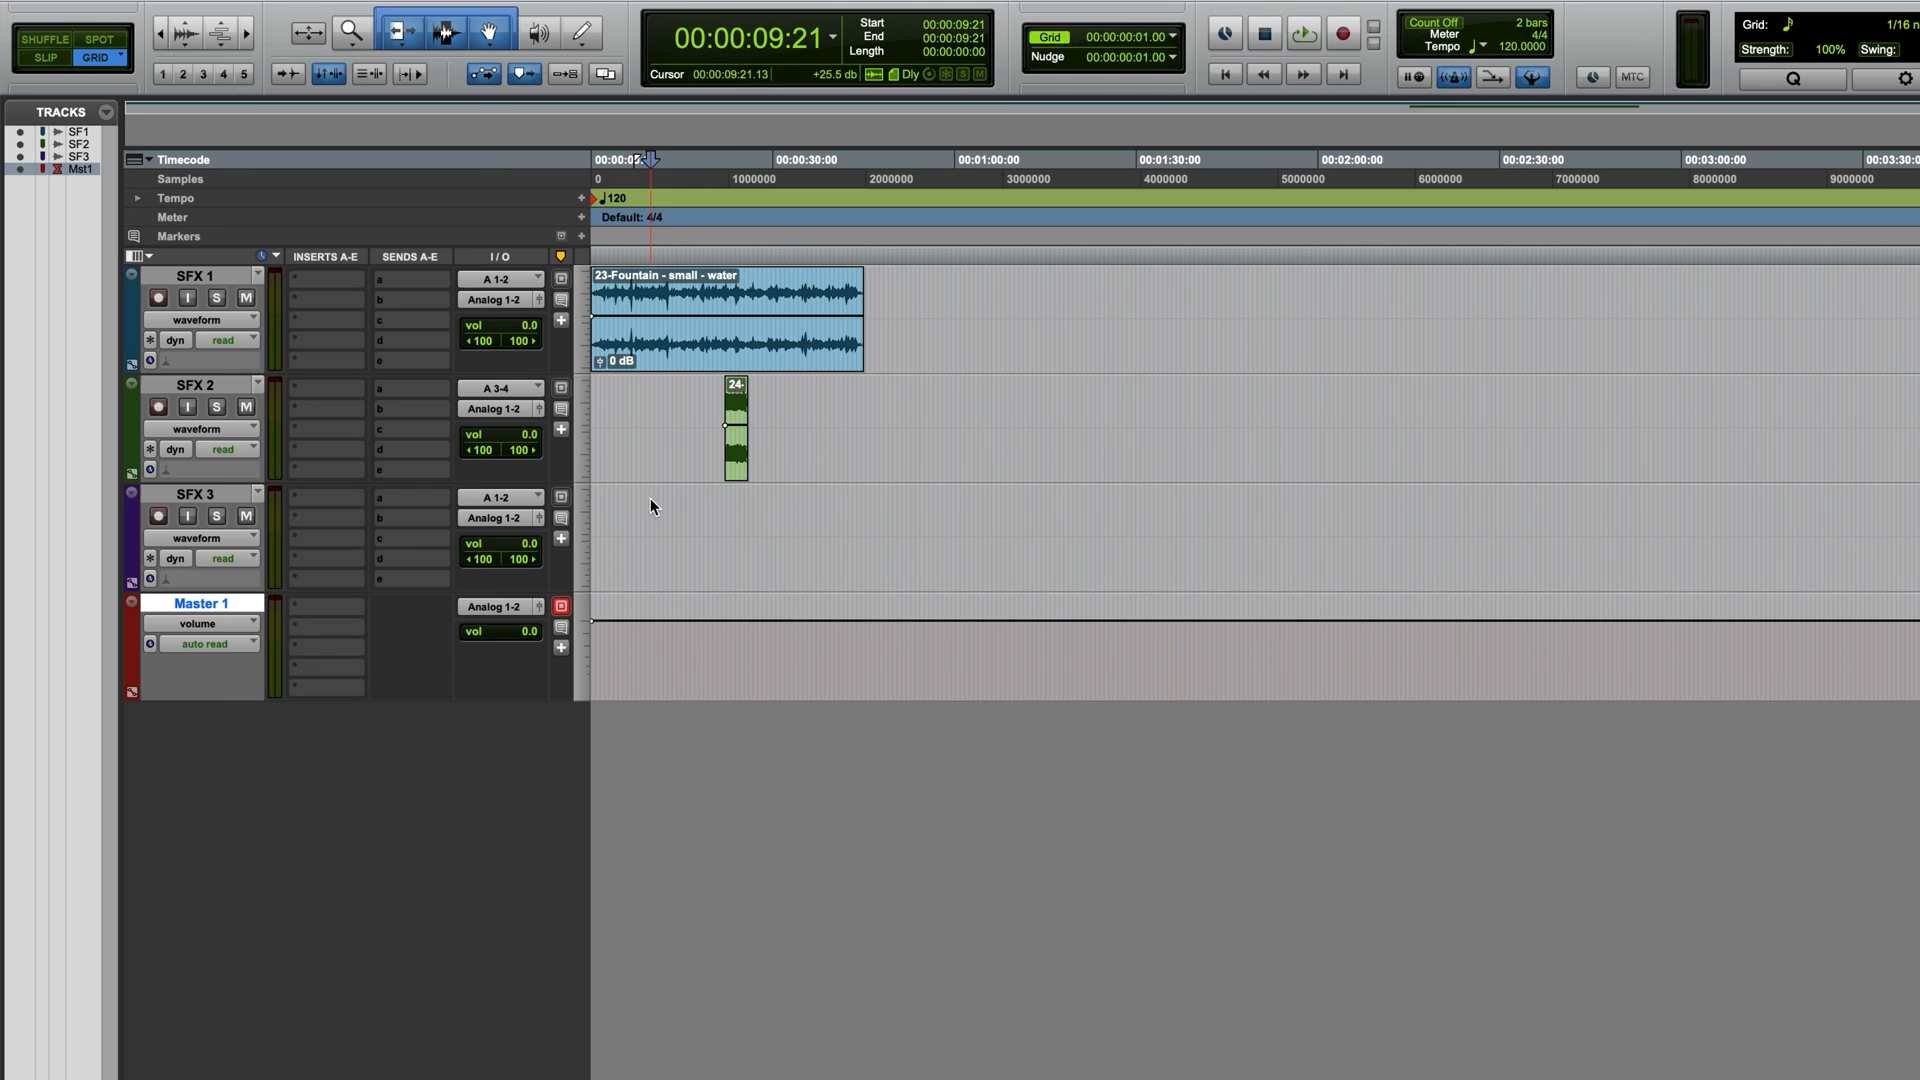 SHUFFLE SPOT
SLIP GRID
1 2 3 4 5
00:00:09:21
Start 00:00:09:21
End 00:00:09:21
Length 00:00:00:00
Cursor 00:00:09:21.13 +25.5 db Dly
Grid 00:00:00:01.00
Nudge 00:00:00:01.00
Count Off 2 bars
Meter 4/4
Tempo 120.0000
MTC
Grid: 1/16 n
Strength: 100% Swing:
Q
TRACKS
SF1
SF2
SF3
Mst1
Timecode 00:00:30:00 00:01:00:00 00:01:30:00 00:02:00:00 00:02:30:00 00:03:00:00 00:03:30:0
Samples 0 1000000 2000000 3000000 4000000 5000000 6000000 7000000 8000000 9000000
Tempo 120
Meter Default: 4/4
Markers
INSERTS A-E SENDS A-E I / O
SFX 1
I S M
waveform
dyn read
a
b
c
d
e
A 1-2
Analog 1-2
vol 0.0
100 100
23-Fountain - small - water
0 dB
SFX 2
I S M
waveform
dyn read
a
b
c
d
e
A 3-4
Analog 1-2
vol 0.0
100 100
24-
SFX 3
I S M
waveform
dyn read
a
b
c
d
e
A 1-2
Analog 1-2
vol 0.0
100 100
Master 1
volume
auto read
Analog 1-2
vol 0.0